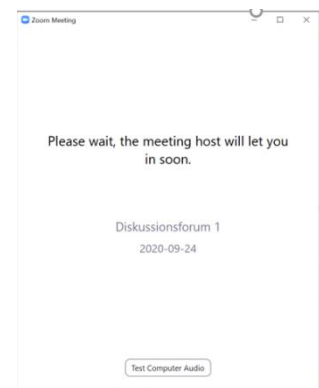 Zoom Meeting
Please wait, the meeting host will let you
in soon.
Diskussionsforum 1
2020-09-24
Test Computer Audio